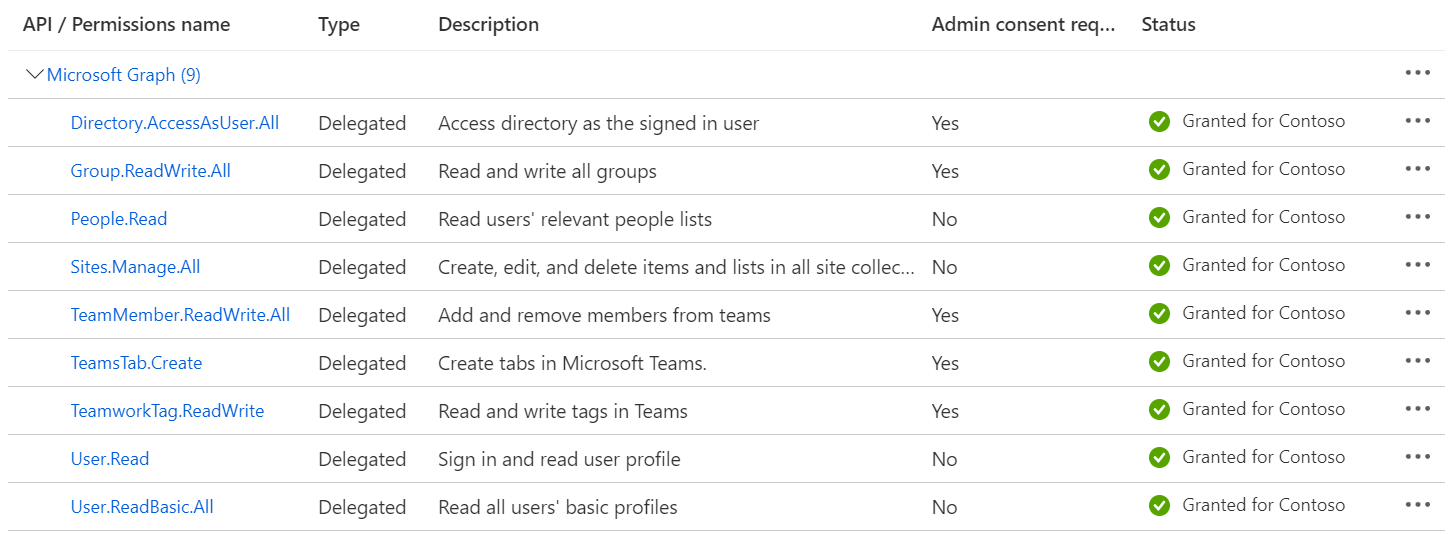 API / Permissions name Type Description Admin consent req... Status
Microsoft Graph (9)
Directory.AccessAsUser.All Delegated Access directory as the signed in user Yes Granted for Contoso
Group.ReadWrite.All Delegated Read and write all groups Yes Granted for Contoso
People.Read Delegated Read users' relevant people lists No Granted for Contoso
Sites.Manage.All Delegated Create, edit, and delete items and lists in all site collec... No Granted for Contoso
TeamMember.ReadWrite.All Delegated Add and remove members from teams Yes Granted for Contoso
TeamsTab.Create Delegated Create tabs in Microsoft Teams. Yes Granted for Contoso
TeamworkTag.ReadWrite Delegated Read and write tags in Teams Yes Granted for Contoso
User.Read Delegated Sign in and read user profile No Granted for Contoso
User.ReadBasic.All Delegated Read all users' basic profiles No Granted for Contoso